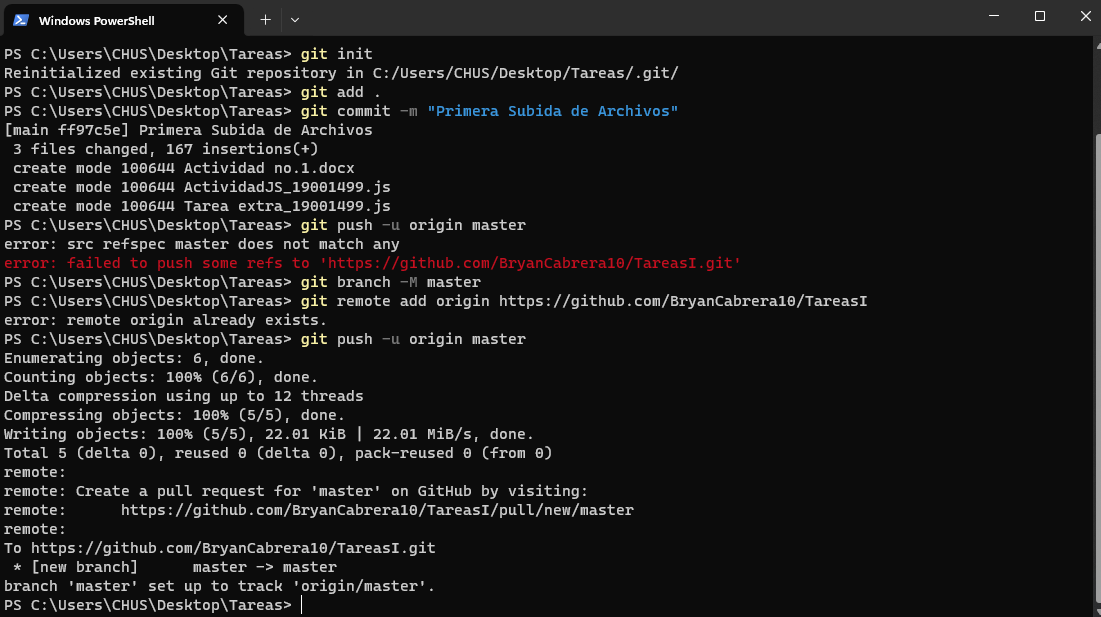 Windows PowerShell
PS C:\Users\CHUS\Desktop\Tareas> git init
Reinitialized existing Git repository in C:/Users/CHUS/Desktop/Tareas/.git/
PS C:\Users\CHUS\Desktop\Tareas> git add .
PS C:\Users\CHUS\Desktop\Tareas> git commit -m "Primera Subida de Archivos"
[main ff97c5e] Primera Subida de Archivos
 3 files changed, 167 insertions(+)
 create mode 100644 Actividad no.1.docx
 create mode 100644 ActividadJS_19001499.js
 create mode 100644 Tarea extra_19001499.js
PS C:\Users\CHUS\Desktop\Tareas> git push -u origin master
error: src refspec master does not match any
error: failed to push some refs to 'https://github.com/BryanCabrera10/TareasI.git'
PS C:\Users\CHUS\Desktop\Tareas> git branch -M master
PS C:\Users\CHUS\Desktop\Tareas> git remote add origin https://github.com/BryanCabrera10/TareasI
error: remote origin already exists.
PS C:\Users\CHUS\Desktop\Tareas> git push -u origin master
Enumerating objects: 6, done.
Counting objects: 100% (6/6), done.
Delta compression using up to 12 threads
Compressing objects: 100% (5/5), done.
Writing objects: 100% (5/5), 22.01 KiB | 22.01 MiB/s, done.
Total 5 (delta 0), reused 0 (delta 0), pack-reused 0 (from 0)
remote:
remote: Create a pull request for 'master' on GitHub by visiting:
remote:      https://github.com/BryanCabrera10/TareasI/pull/new/master
remote:
To https://github.com/BryanCabrera10/TareasI.git
 * [new branch]      master -> master
branch 'master' set up to track 'origin/master'.
PS C:\Users\CHUS\Desktop\Tareas>